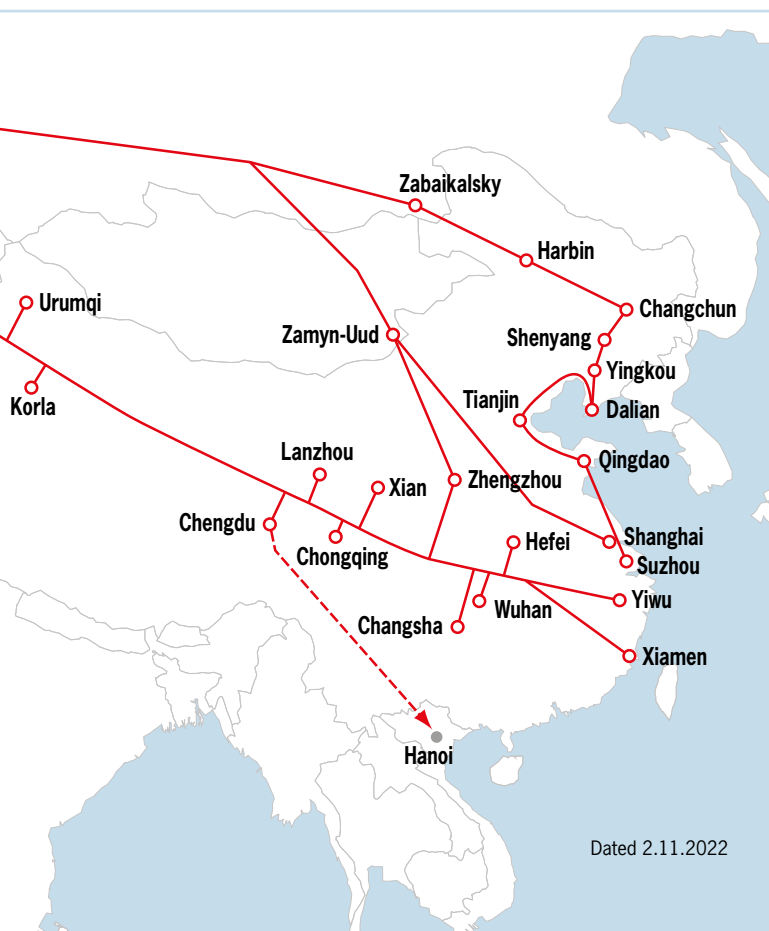 Zabaikalsky
Harbin
Urumqi
Changchun
Zamyn-Uud
Shenyang
Yingkou
Korla
Tianjin
Dalian
Lanzhou
Qingdao
Xian
Zhengzhou
Chengdu
Chongqing
Hefei
Shanghai
Suzhou
Wuhan
Yiwu
Changsha
Xiamen
Hanoi
Dated 2.11.2022